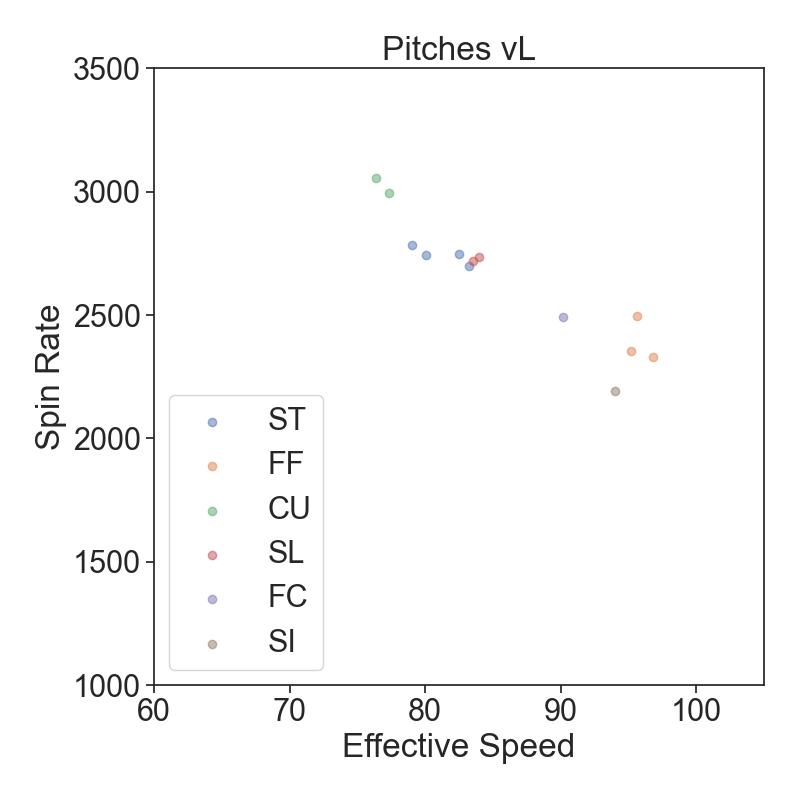 Pitches vL
3500
3000
2500
2000
1500
1000
Spin Rate
ST
FF
CU
SL
FC
SI
60
70
80
90
100
Effective Speed